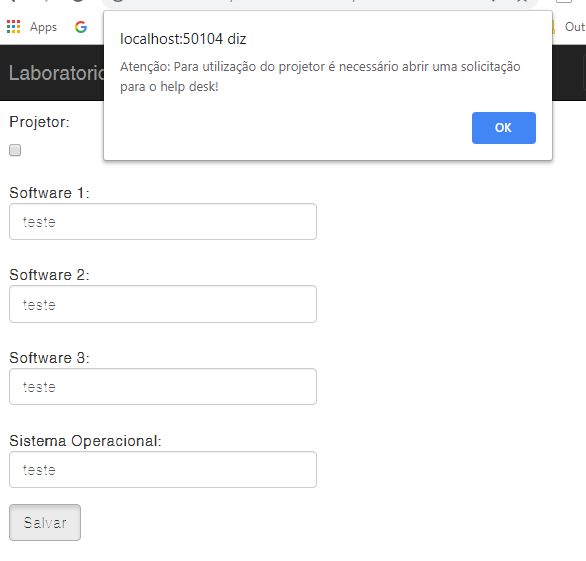 Apps
Out
localhost:50104 diz
Atenção: Para utilização do projetor é necessário abrir uma solicitação
para o help desk!
OK
Laboratorio
Projetor:
Software 1:
teste
Software 2:
teste
Software 3:
teste
Sistema Operacional:
teste
Salvar